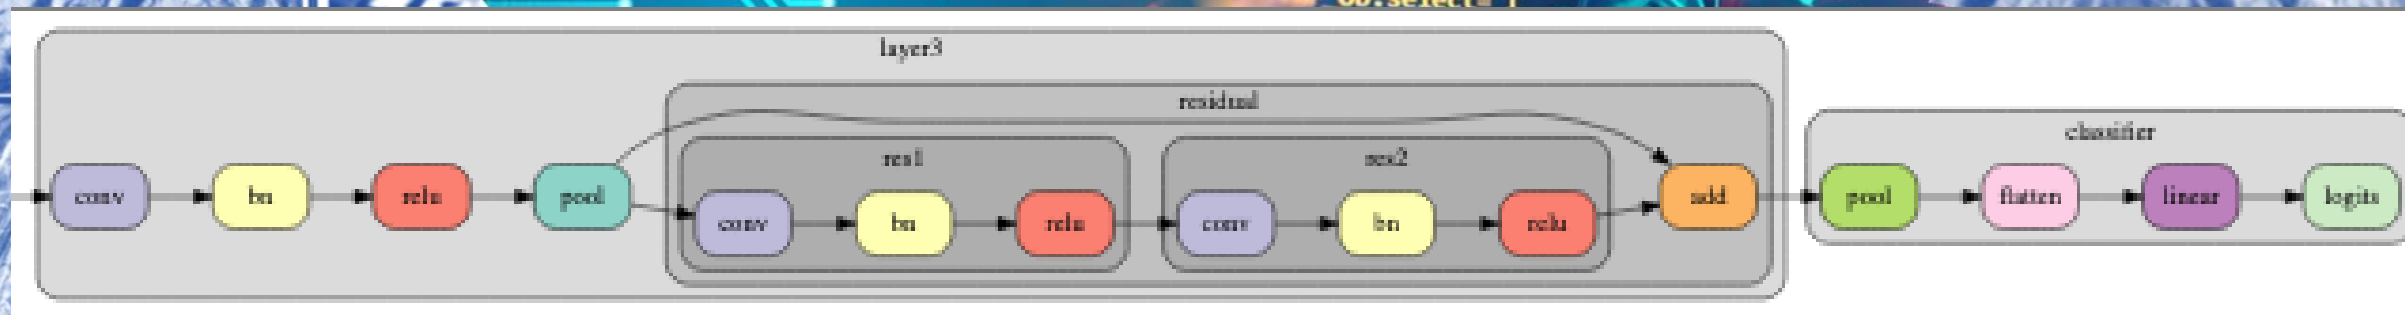 layer3
residual
classifier
res1
res2
conv
bn
relu
pool
conv
bn
relu
conv
bn
relu
add
pool
flatten
linear
logits